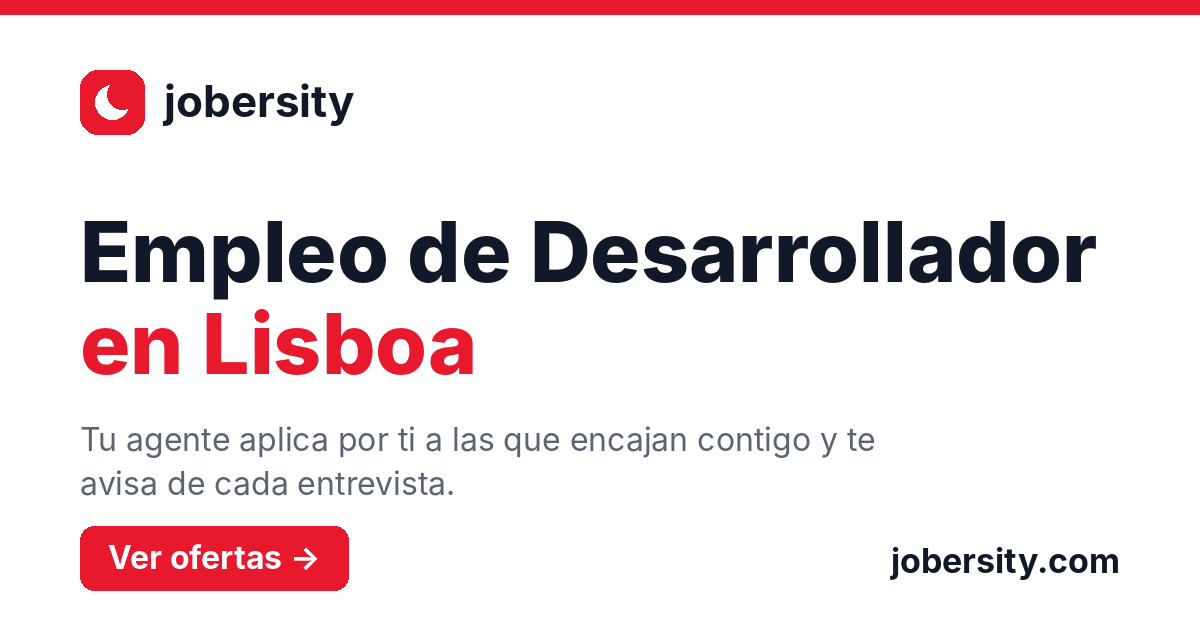 jobersity
Empleo de Desarrollador
en Lisboa
Tu agente aplica por ti a las que encajan contigo y te
avisa de cada entrevista.
Ver ofertas →
jobersity.com